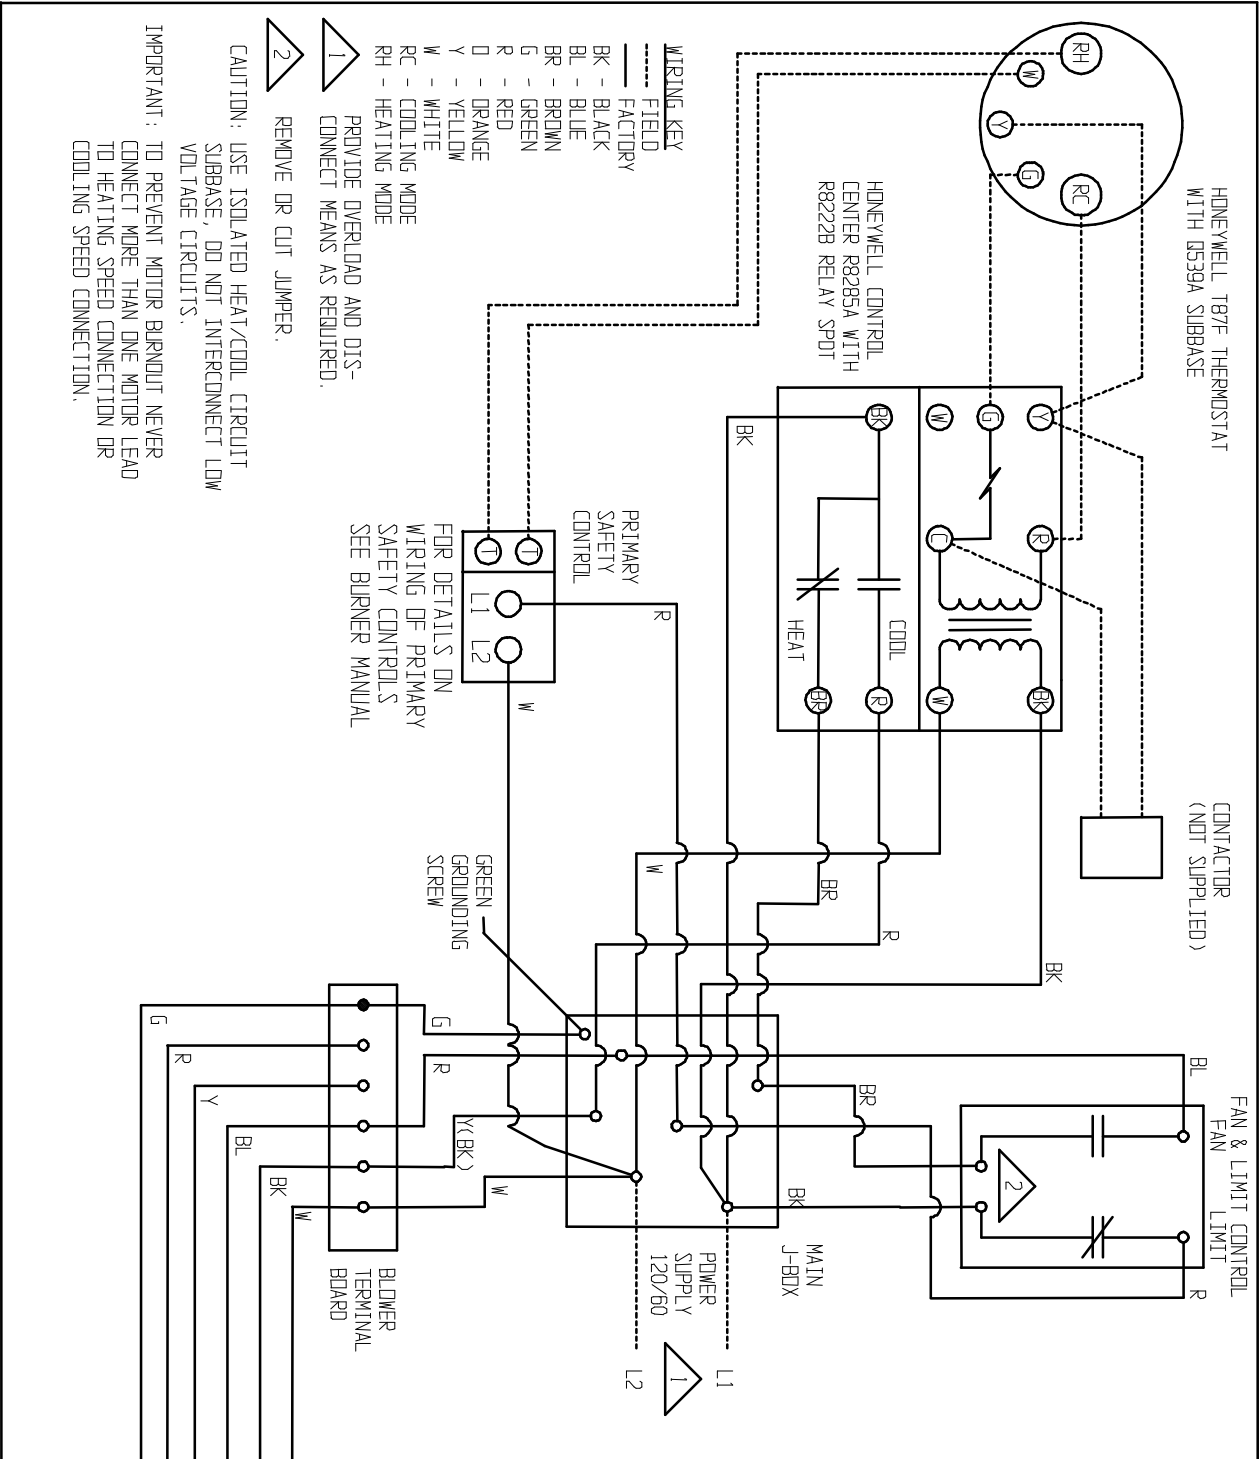 HONEYWELL T87F THERMOSTAT
WITH Q539A SUBBASE
RH
W
Y
G
RC
CONTACTOR
(NOT SUPPLIED)
FAN & LIMIT CONTROL
FAN
LIMIT
BL
R
2
BR
BK
HONEYWELL CONTROL
CENTER R8285A WITH
R8222B RELAY SPDT
Y
G
W
R
C
BK
W
BK
COOL
HEAT
R
BR
BK
BK
R
BR
W
R
W
PRIMARY
SAFETY
CONTROL
T
T
L1
L2
FOR DETAILS ON
WIRING OF PRIMARY
SAFETY CONTROLS
SEE BURNER MANUAL
MAIN
J-BOX
POWER
SUPPLY
120/60
L1
1
L2
GREEN
GROUNDING
SCREW
G
R
Y(BK)
W
BLOWER
TERMINAL
BOARD
G
R
Y
BL
BK
W
WIRING KEY
FIELD
FACTORY
BK - BLACK
BL - BLUE
BR - BROWN
G - GREEN
R - RED
O - ORANGE
Y - YELLOW
W - WHITE
RC - COOLING MODE
RH - HEATING MODE
1
PROVIDE OVERLOAD AND DIS-
CONNECT MEANS AS REQUIRED.
2
REMOVE OR CUT JUMPER.
CAUTION: USE ISOLATED HEAT/COOL CIRCUIT
SUBBASE, DO NOT INTERCONNECT LOW
VOLTAGE CIRCUITS.
IMPORTANT: TO PREVENT MOTOR BURNOUT NEVER
CONNECT MORE THAN ONE MOTOR LEAD
TO HEATING SPEED CONNECTION OR
COOLING SPEED CONNECTION.